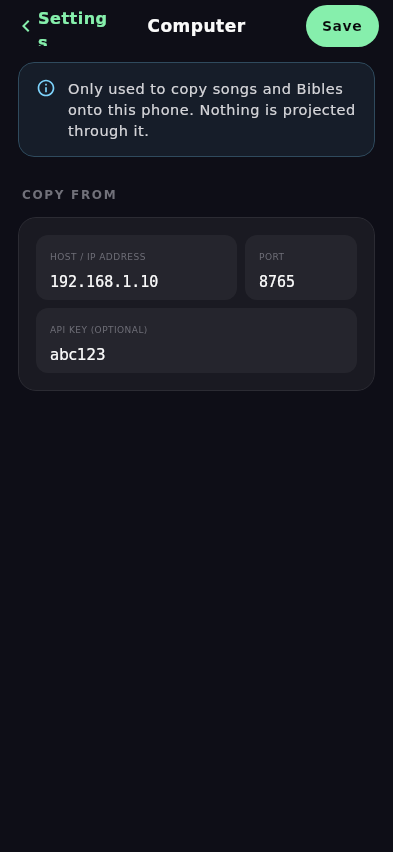 Setting
s
Computer
Save
Only used to copy songs and Bibles
onto this phone. Nothing is projected
through it.
COPY FROM
HOST / IP ADDRESS
192.168.1.10
PORT
8765
API KEY (OPTIONAL)
abc123